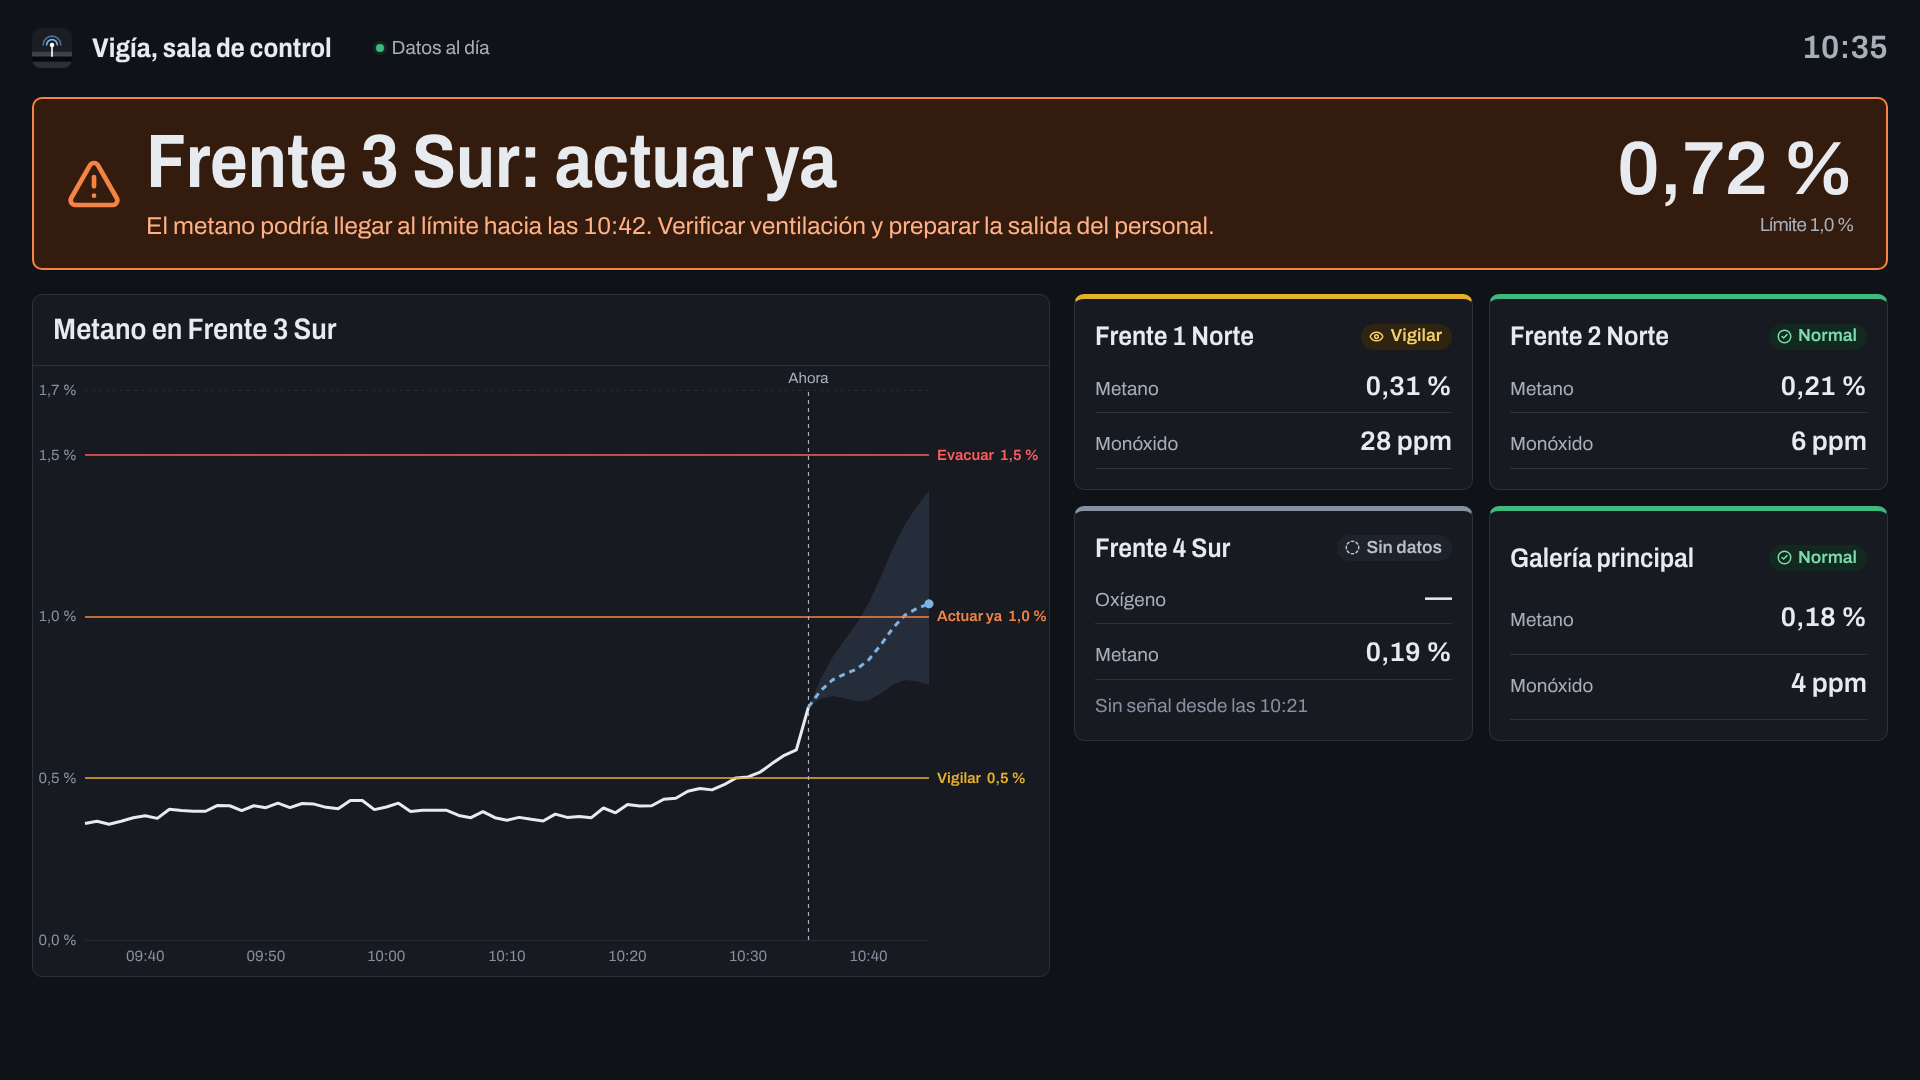 Vigía, sala de control
Datos al día
10:35
Frente 3 Sur: actuar ya
El metano podría llegar al límite hacia las 10:42. Verificar ventilación y preparar la salida del personal.
0,72 %
Límite 1,0 %
Metano en Frente 3 Sur
Ahora
1,7 %
1,5 %
Evacuar 1,5 %
1,0 %
Actuar ya 1,0 %
0,5 %
Vigilar 0,5 %
0,0 %
09:40
09:50
10:00
10:10
10:20
10:30
10:40
Frente 1 Norte
Vigilar
Metano
0,31 %
Monóxido
28 ppm
Frente 2 Norte
Normal
Metano
0,21 %
Monóxido
6 ppm
Frente 4 Sur
Sin datos
Oxígeno
—
Metano
0,19 %
Sin señal desde las 10:21
Galería principal
Normal
Metano
0,18 %
Monóxido
4 ppm